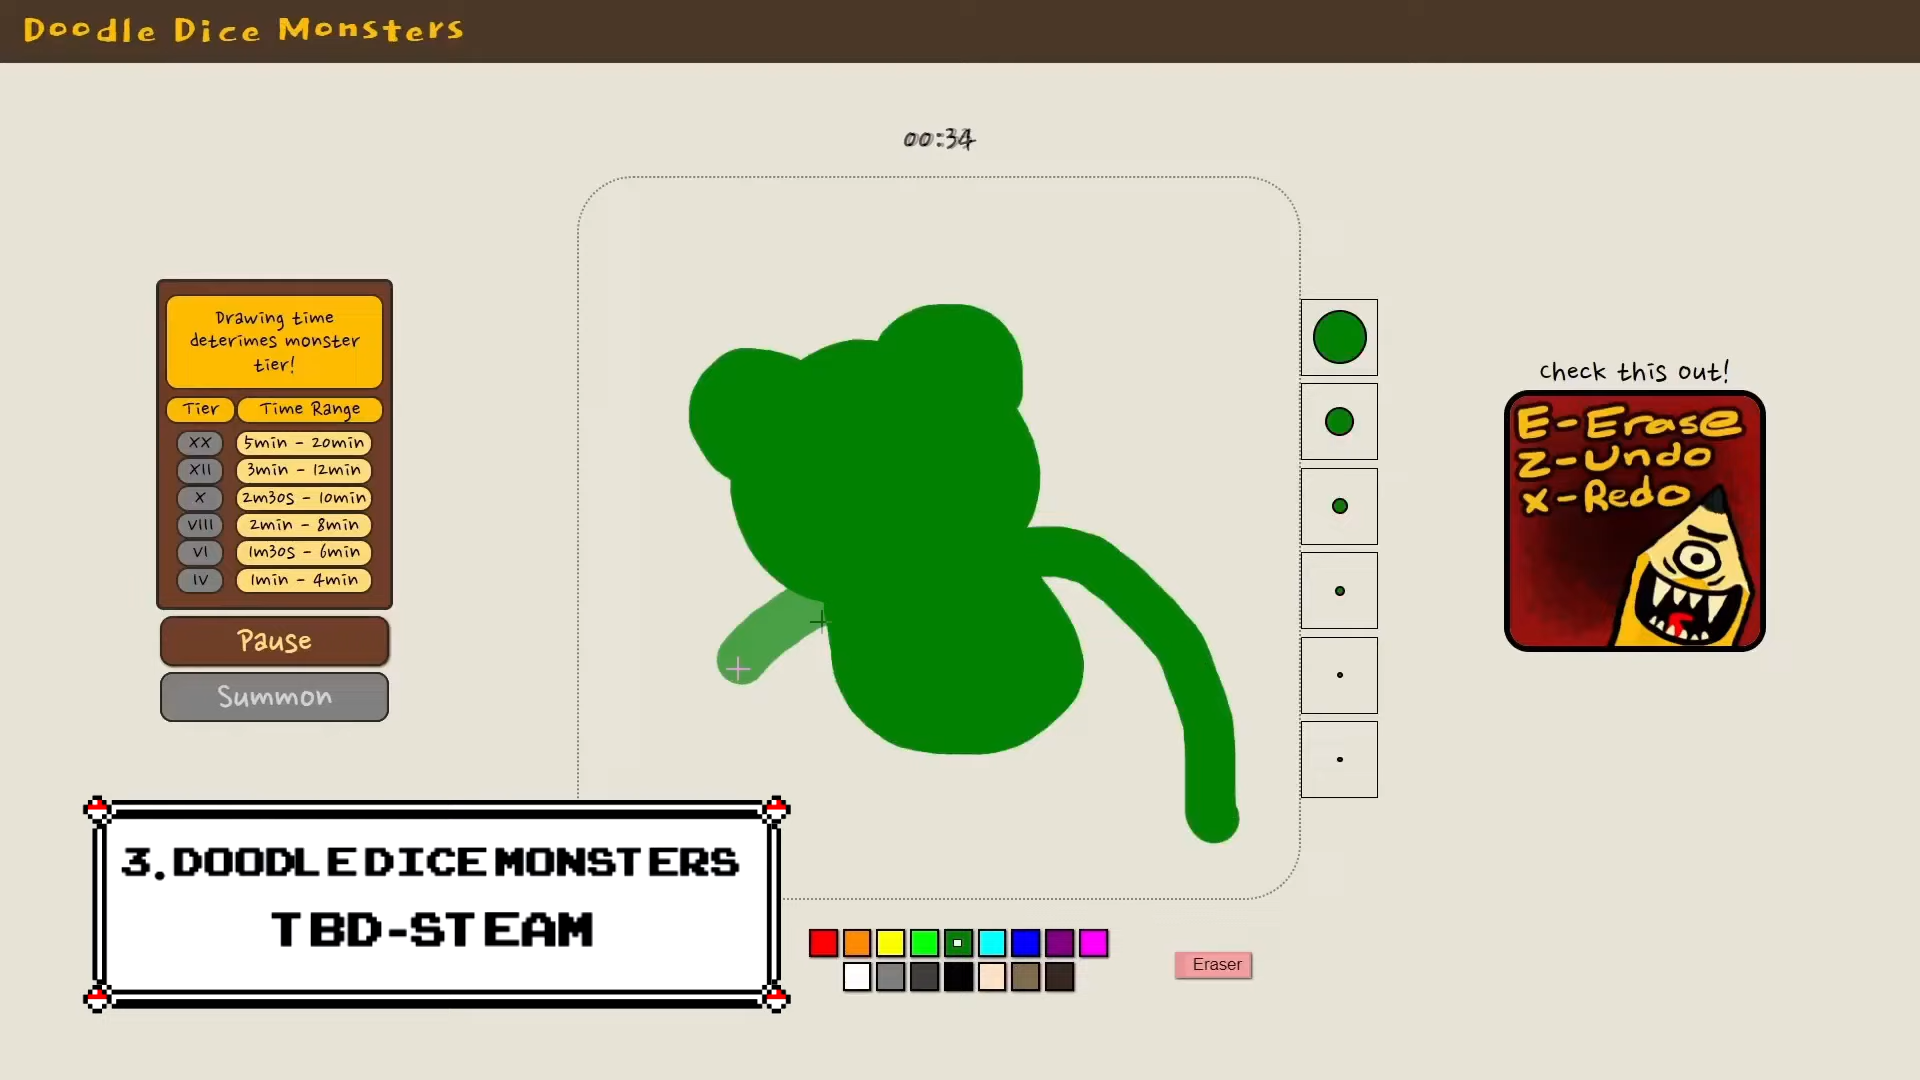 Doodle Dice Monsters
00:34
Drawing time
deterimes monster
tier!
Tier Time Range
XX 5min - 20min
XII 3min - 12min
X 2m30s - 10min
VIII 2min - 8min
VI 1m30s - 6min
IV 1min - 4min
Pause
Summon
check this out!
E-Erase
Z-Undo
X-Redo
3.DOODLE DICE MONSTERS
TBD-STEAM
Eraser